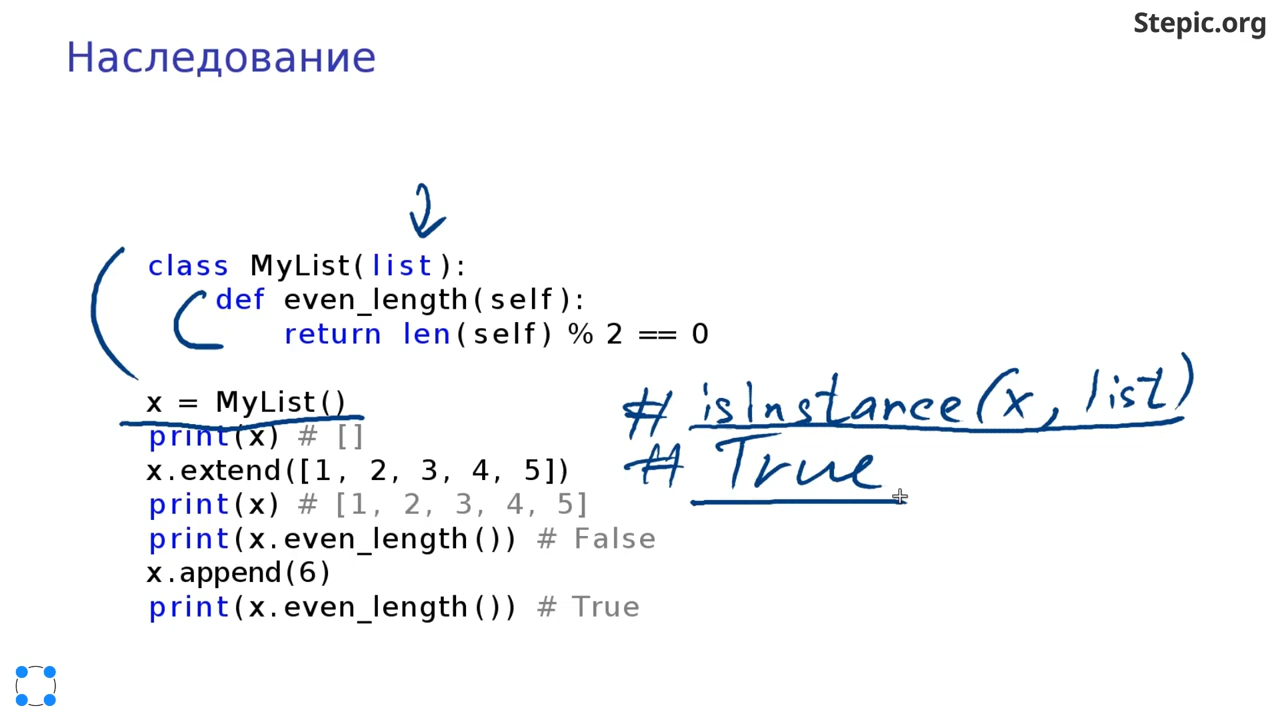 Stepic.org
Наследование
class MyList(list):
def even_length(self):
return len(self) % 2 == 0
x = MyList()
# isInstance(x, list)
print(x) # []
# True
x.extend([1, 2, 3, 4, 5])
print(x) # [1, 2, 3, 4, 5]
print(x.even_length()) # False
x.append(6)
print(x.even_length()) # True